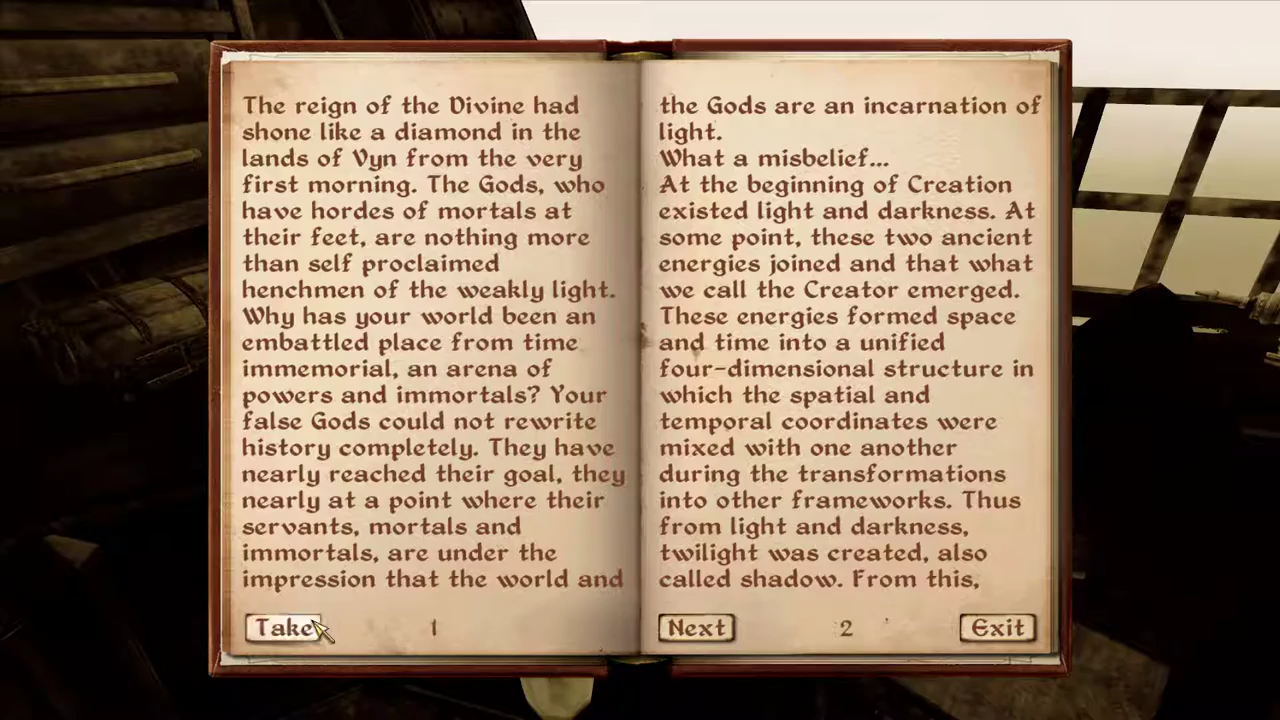 The reign of the Divine had
shone like a diamond in the
lands of Vyn from the very
first morning. The Gods, who
have hordes of mortals at
their feet, are nothing more
than self proclaimed
henchmen of the weakly light.
Why has your world been an
embattled place from time
immemorial, an arena of
powers and immortals? Your
false Gods could not rewrite
history completely. They have
nearly reached their goal, they
nearly at a point where their
servants, mortals and
immortals, are under the
impression that the world and
the Gods are an incarnation of
light.
What a misbelief...
At the beginning of Creation
existed light and darkness. At
some point, these two ancient
energies joined and that what
we call the Creator emerged.
These energies formed space
and time into a unified
four-dimensional structure in
which the spatial and
temporal coordinates were
mixed with one another
during the transformations
into other frameworks. Thus
from light and darkness,
twilight was created, also
called shadow. From this,
Take
1
Next
2
Exit